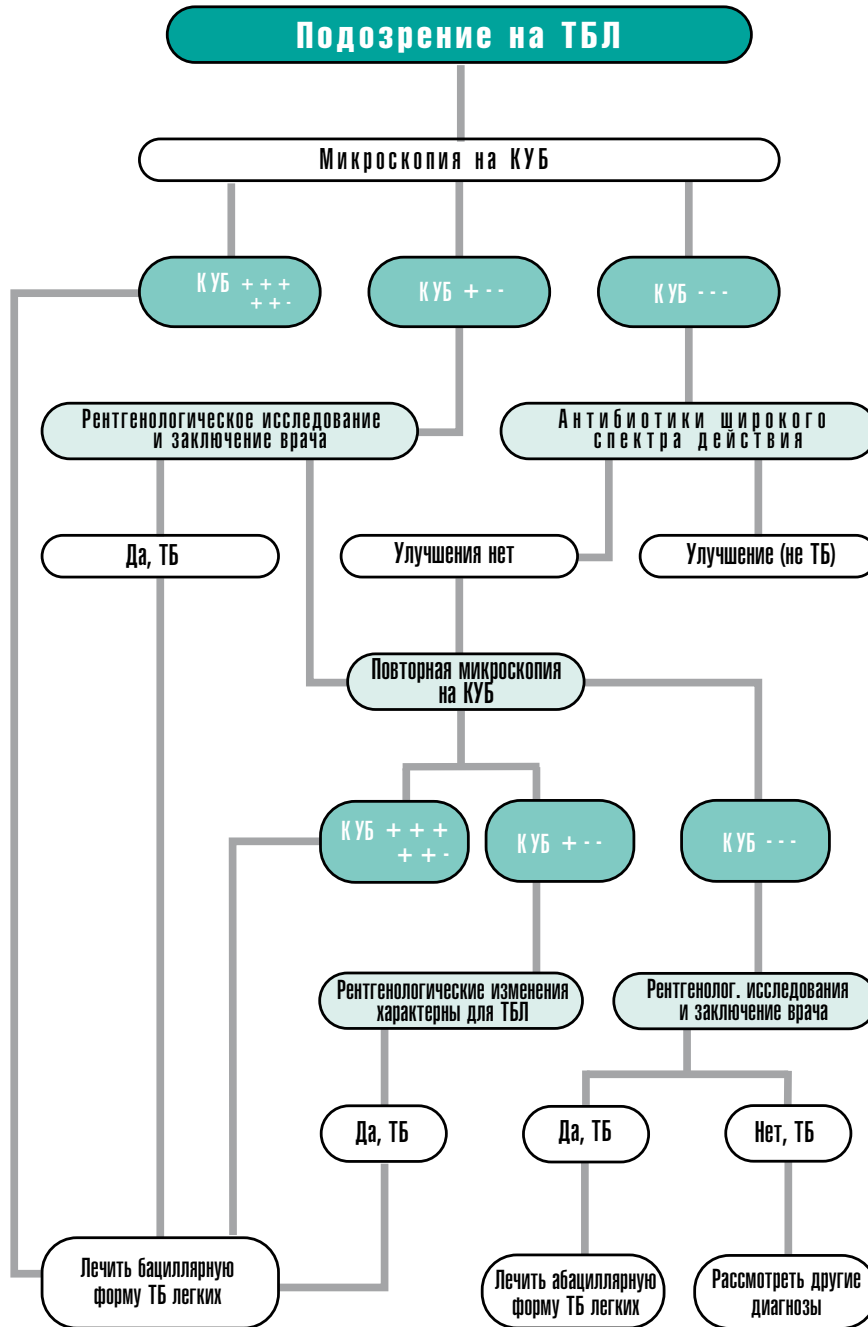 Подозрение на ТБЛ
Микроскопия на КУБ
КУБ + + +
+ + -
КУБ + - -
КУБ - - -
Рентгенологическое исследование
и заключение врача
Антибиотики широкого
спектра действия
Да, ТБ
Улучшения нет
Улучшение (не ТБ)
Повторная микроскопия
на КУБ
КУБ + + +
+ + -
КУБ + - -
КУБ - - -
Рентгенологические изменения
характерны для ТБЛ
Рентгенолог. исследования
и заключение врача
Да, ТБ
Да, ТБ
Нет, ТБ
Лечить бациллярную
форму ТБ легких
Лечить абациллярную
форму ТБ легких
Рассмотреть другие
диагнозы